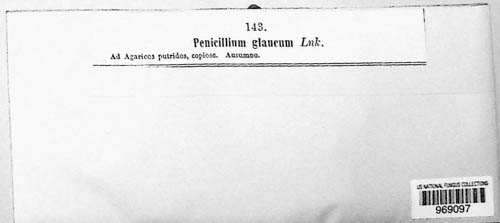 143.
Penicillium glaucum Lnk.
Ad Agaricos putridos, copiose. Autumno.
US NATIONAL FUNGUS COLLECTIONS
969097